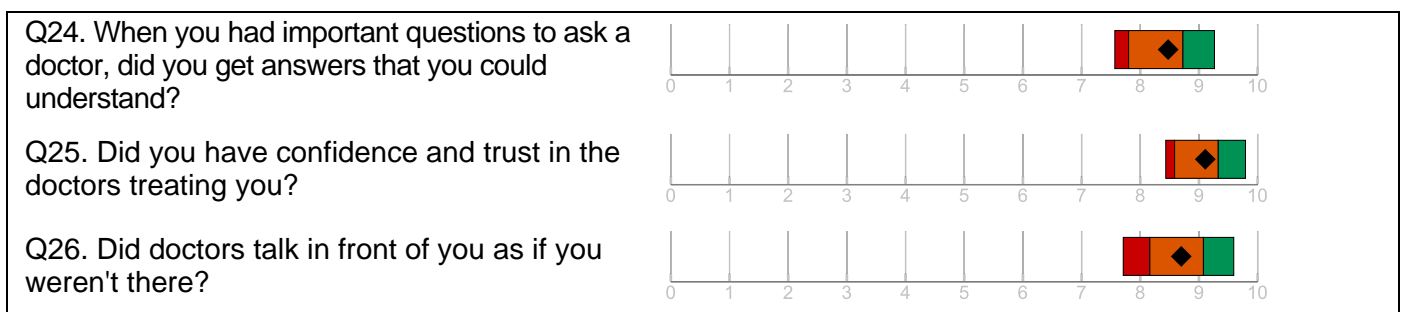 Q24. When you had important questions to ask a
doctor, did you get answers that you could
understand?
0 1 2 3 4 5 6 7 8 9 10
Q25. Did you have confidence and trust in the
doctors treating you?
0 1 2 3 4 5 6 7 8 9 10
Q26. Did doctors talk in front of you as if you
weren't there?
0 1 2 3 4 5 6 7 8 9 10